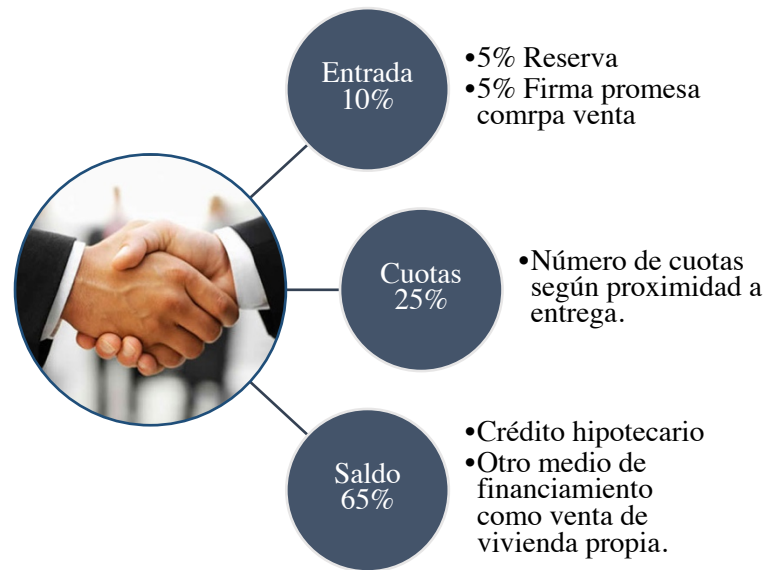 Entrada
10%
•5% Reserva
•5% Firma promesa
comrpa venta
Cuotas
25%
•Número de cuotas
según proximidad a
entrega.
Saldo
65%
•Crédito hipotecario
•Otro medio de
financiamiento
como venta de
vivienda propia.